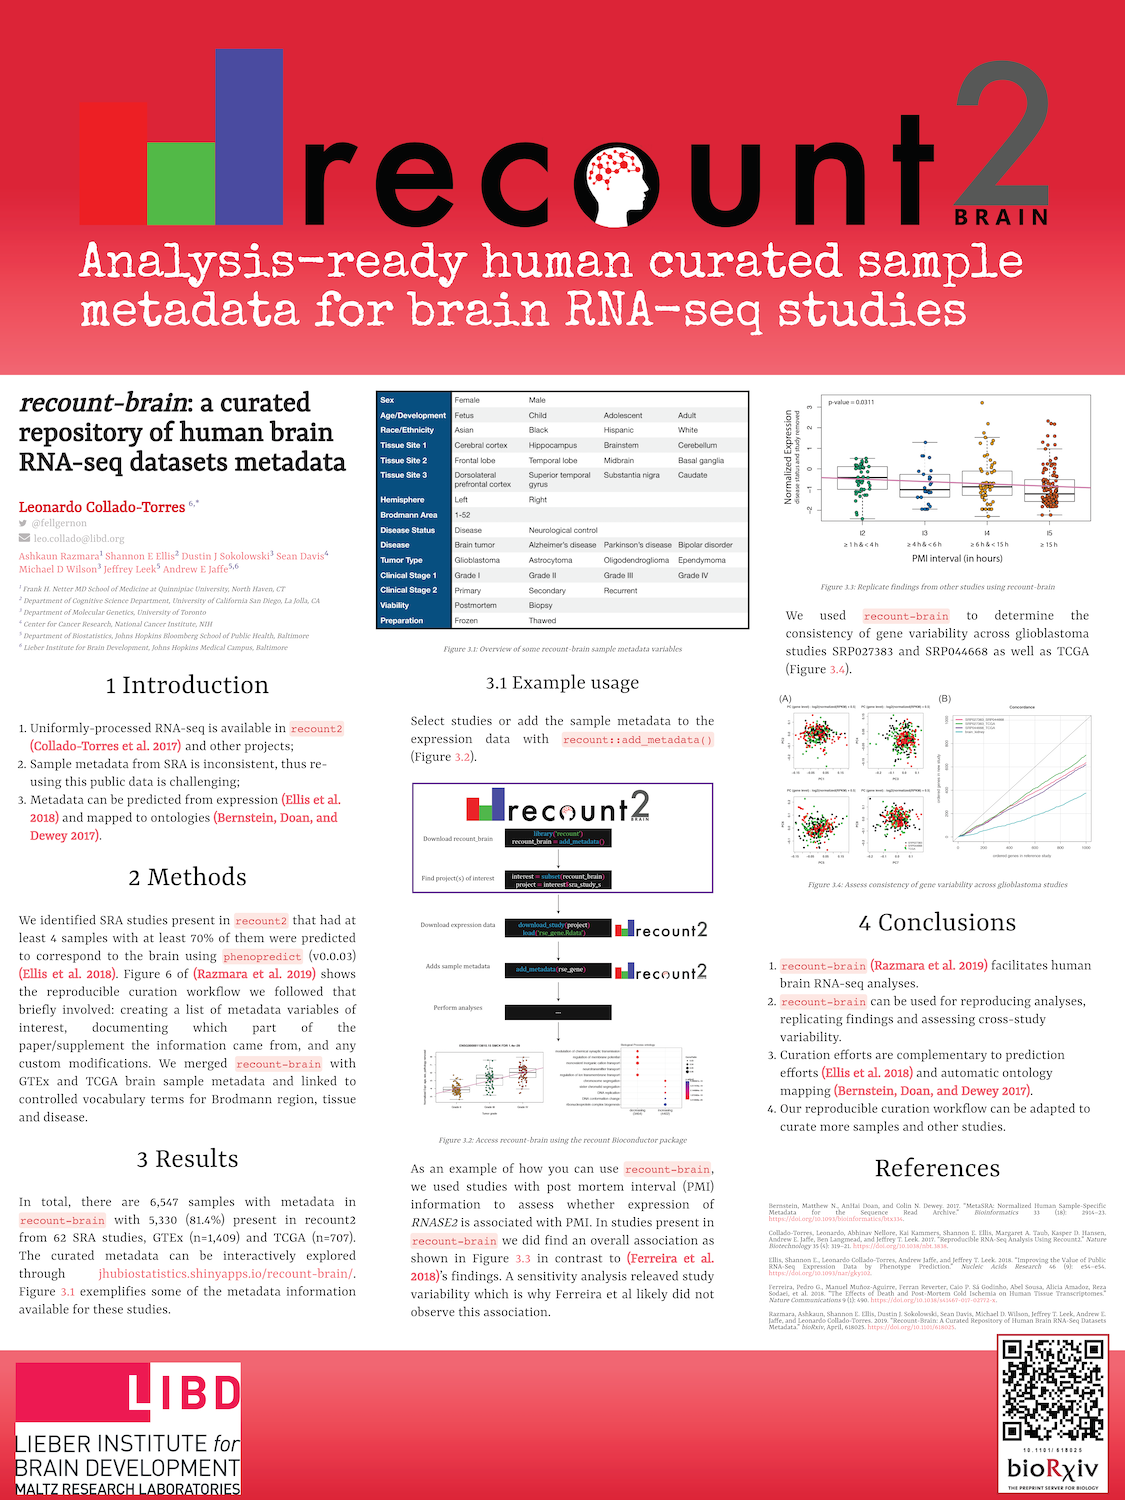 recount2
BRAIN
Analysis-ready human curated sample
metadata for brain RNA-seq studies
recount-brain: a curated
repository of human brain
RNA-seq datasets metadata
Leonardo Collado-Torres 6,*
@fellgernon
leo.collado@libd.org
Ashkaun Razmara1 Shannon E Ellis2 Dustin J Sokolowski3 Sean Davis4
Michael D Wilson3 Jeffrey Leek5 Andrew E Jaffe5,6
1 Frank H. Netter MD School of Medicine at Quinnipiac University, North Haven, CT
2 Department of Cognitive Science Department, University of California San Diego, La Jolla, CA
3 Department of Molecular Genetics, University of Toronto
4 Center for Cancer Research, National Cancer Institute, NIH
5 Department of Biostatistics, Johns Hopkins Bloomberg School of Public Health, Baltimore
6 Lieber Institute for Brain Development, Johns Hopkins Medical Campus, Baltimore
1 Introduction
1. Uniformly-processed RNA-seq is available in recount2
(Collado-Torres et al. 2017) and other projects;
2. Sample metadata from SRA is inconsistent, thus re-
using this public data is challenging;
3. Metadata can be predicted from expression (Ellis et al.
2018) and mapped to ontologies (Bernstein, Doan, and
Dewey 2017).
2 Methods
We identified SRA studies present in recount2 that had at
least 4 samples with at least 70% of them were predicted
to correspond to the brain using phenopredict (v0.0.03)
(Ellis et al. 2018). Figure 6 of (Razmara et al. 2019) shows
the reproducible curation workflow we followed that
briefly involved: creating a list of metadata variables of
interest, documenting which part of the
paper/supplement the information came from, and any
custom modifications. We merged recount-brain with
GTEx and TCGA brain sample metadata and linked to
controlled vocabulary terms for Brodmann region, tissue
and disease.
3 Results
In total, there are 6,547 samples with metadata in
recount-brain with 5,330 (81.4%) present in recount2
from 62 SRA studies, GTEx (n=1,409) and TCGA (n=707).
The curated metadata can be interactively explored
through jhubiostatistics.shinyapps.io/recount-brain/.
Figure 3.1 exemplifies some of the metadata information
available for these studies.
Sex Female Male
Age/Development Fetus Child Adolescent Adult
Race/Ethnicity Asian Black Hispanic White
Tissue Site 1 Cerebral cortex Hippocampus Brainstem Cerebellum
Tissue Site 2 Frontal lobe Temporal lobe Midbrain Basal ganglia
Tissue Site 3 Dorsolateral prefrontal cortex Superior temporal gyrus Substantia nigra Caudate
Hemisphere Left Right
Brodmann Area 1-52
Disease Status Disease Neurological control
Disease Brain tumor Alzheimer's disease Parkinson's disease Bipolar disorder
Tumor Type Glioblastoma Astrocytoma Oligodendroglioma Ependymoma
Clinical Stage 1 Grade I Grade II Grade III Grade IV
Clinical Stage 2 Primary Secondary Recurrent
Viability Postmortem Biopsy
Preparation Frozen Thawed
Figure 3.1: Overview of some recount-brain sample metadata variables
3.1 Example usage
Select studies or add the sample metadata to the
expression data with recount::add_metadata()
(Figure 3.2).
recount2
BRAIN
Download recount_brain
library('recount')
recount_brain = add_metadata()
Find project(s) of interest
interest = subset(recount_brain)
project = interest$sra_study_s
Download expression data
download_study(project)
load('rse_gene.Rdata')
recount2
Adds sample metadata
add_metadata(rse_gene)
recount2
Perform analyses
...
Figure 3.2: Access recount-brain using the recount Bioconductor package
As an example of how you can use recount-brain,
we used studies with post mortem interval (PMI)
information to assess whether expression of
RNASE2 is associated with PMI. In studies present in
recount-brain we did find an overall association as
shown in Figure 3.3 in contrast to (Ferreira et al.
2018)'s findings. A sensitivity analysis releaved study
variability which is why Ferreira et al likely did not
observe this association.
p-value = 0.0311
Normalized Expression
disease status and study removed
3
2
1
0
-1
-2
I2 I3 I4 I5
≥ 1 h & < 4 h ≥ 4 h & < 6 h ≥ 6 h & < 15 h ≥ 15 h
PMI interval (in hours)
Figure 3.3: Replicate findings from other studies using recount-brain
We used recount-brain to determine the
consistency of gene variability across glioblastoma
studies SRP027383 and SRP044668 as well as TCGA
(Figure 3.4).
(A) (B)
Concordance
ordered genes in reference study
Figure 3.4: Assess consistency of gene variability across glioblastoma studies
4 Conclusions
1. recount-brain (Razmara et al. 2019) facilitates human
brain RNA-seq analyses.
2. recount-brain can be used for reproducing analyses,
replicating findings and assessing cross-study
variability.
3. Curation efforts are complementary to prediction
efforts (Ellis et al. 2018) and automatic ontology
mapping (Bernstein, Doan, and Dewey 2017).
4. Our reproducible curation workflow can be adapted to
curate more samples and other studies.
References
Bernstein, Matthew N., AnHai Doan, and Colin N. Dewey. 2017. "MetaSRA: Normalized Human Sample-Specific
Metadata for the Sequence Read Archive." Bioinformatics 33 (18): 2914–23.
https://doi.org/10.1093/bioinformatics/btx334.
Collado-Torres, Leonardo, Abhinav Nellore, Kai Kammers, Shannon E. Ellis, Margaret A. Taub, Kasper D. Hansen,
Andrew E. Jaffe, Ben Langmead, and Jeffrey T. Leek. 2017. "Reproducible RNA-Seq Analysis Using Recount2." Nature
Biotechnology 35 (4): 319–21. https://doi.org/10.1038/nbt.3838.
Ellis, Shannon E., Leonardo Collado-Torres, Andrew Jaffe, and Jeffrey T. Leek. 2018. "Improving the Value of Public
RNA-Seq Expression Data by Phenotype Prediction." Nucleic Acids Research 46 (9): e54–e54.
https://doi.org/10.1093/nar/gky102.
Ferreira, Pedro G., Manuel Muñoz-Aguirre, Ferran Reverter, Caio P. Sá Godinho, Abel Sousa, Alicia Amadoz, Reza
Sodaei, et al. 2018. "The Effects of Death and Post-Mortem Cold Ischemia on Human Tissue Transcriptomes."
Nature Communications 9 (1): 490. https://doi.org/10.1038/s41467-017-02772-x.
Razmara, Ashkaun, Shannon E. Ellis, Dustin J. Sokolowski, Sean Davis, Michael D. Wilson, Jeffrey T. Leek, Andrew E.
Jaffe, and Leonardo Collado-Torres. 2019. "Recount-Brain: A Curated Repository of Human Brain RNA-Seq Datasets
Metadata." bioRxiv, April, 618025. https://doi.org/10.1101/618025.
LIBD
LIEBER INSTITUTE for
BRAIN DEVELOPMENT
MALTZ RESEARCH LABORATORIES
10.1101/618025
bioRxiv
THE PREPRINT SERVER FOR BIOLOGY